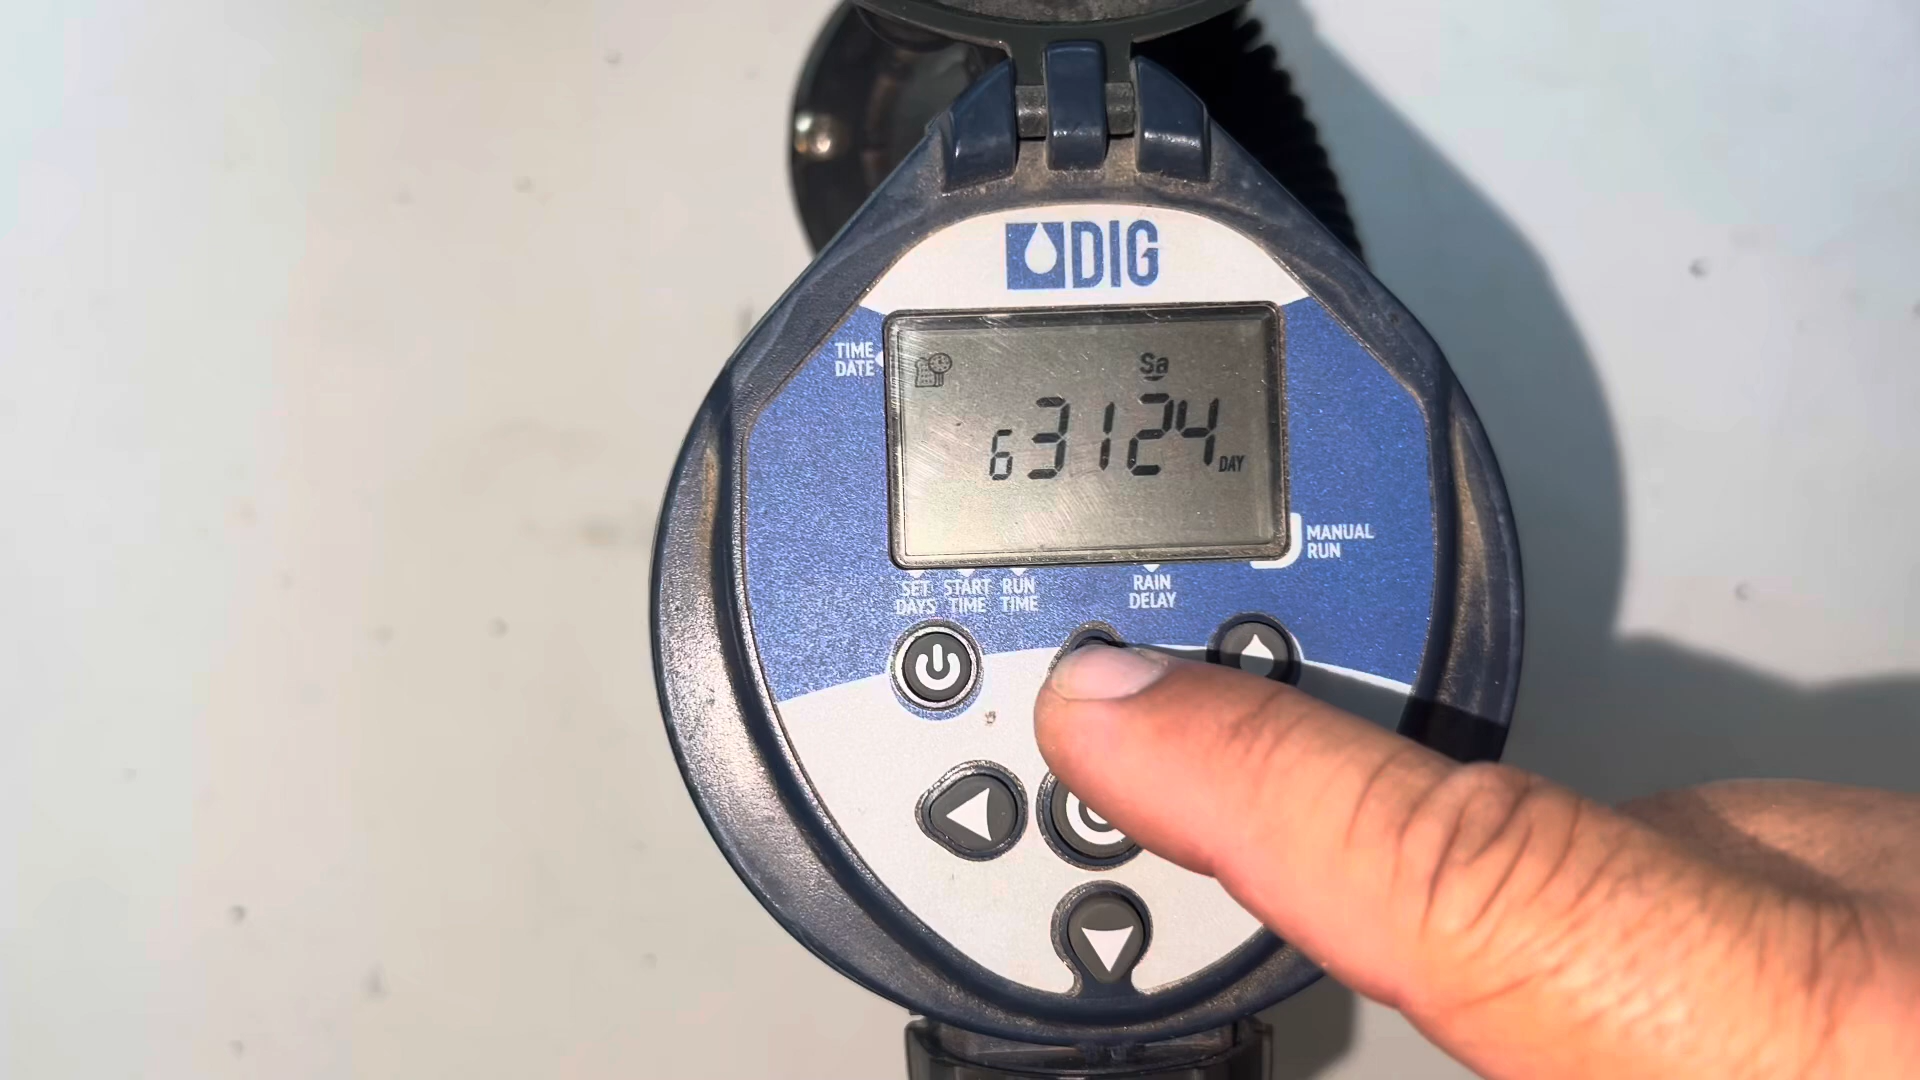 DIG
TIME
DATE
Sa
6 31 24 DAY
MANUAL
RUN
SET
DAYS
START
TIME
RUN
TIME
RAIN
DELAY